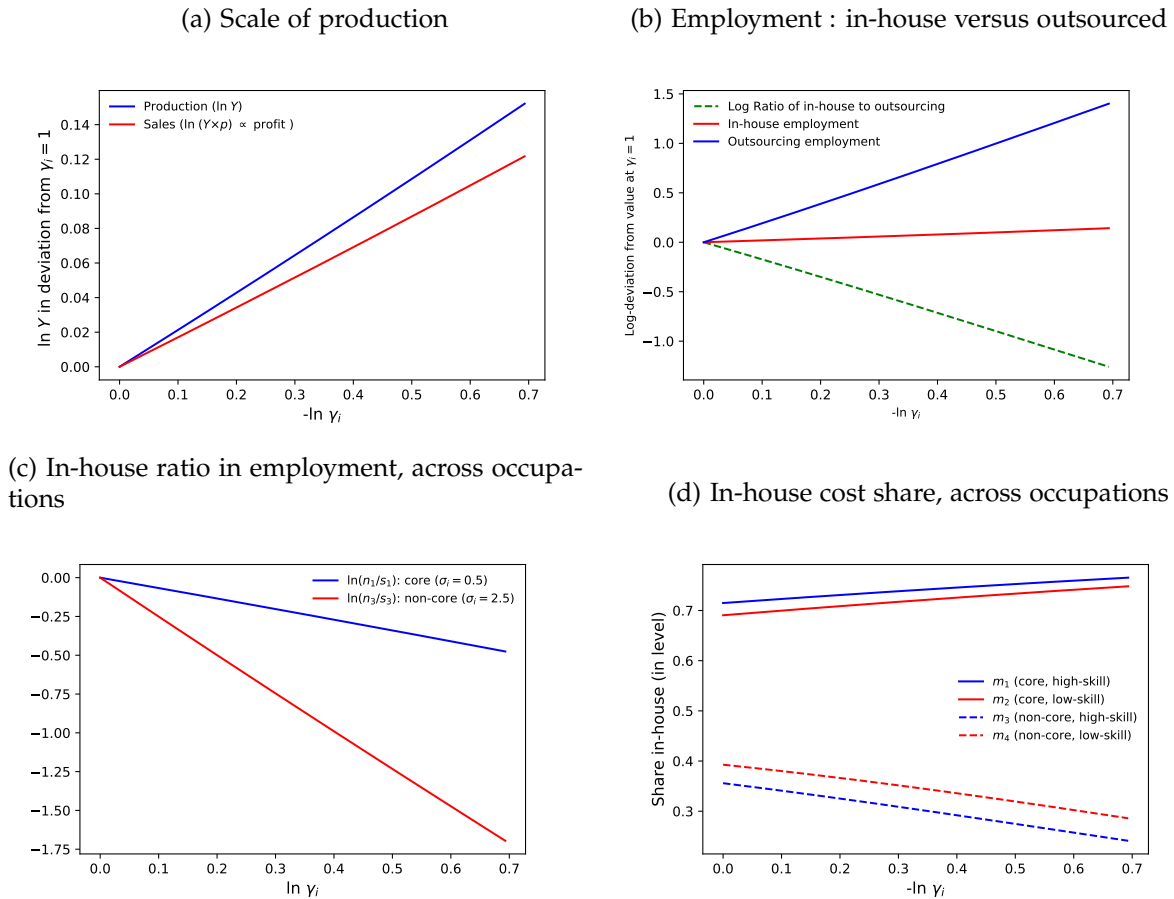 (a) Scale of production
Production (ln Y)
Sales (ln (Y×p) ∝ profit )
ln Y in deviation from γi = 1
0.14
0.12
0.10
0.08
0.06
0.04
0.02
0.00
0.0 0.1 0.2 0.3 0.4 0.5 0.6 0.7
-ln γi
(b) Employment : in-house versus outsourced
Log Ratio of in-house to outsourcing
In-house employment
Outsourcing employment
Log-deviation from value at γi = 1
1.5
1.0
0.5
0.0
−0.5
−1.0
0.0 0.1 0.2 0.3 0.4 0.5 0.6 0.7
-ln γi
(c) In-house ratio in employment, across occupa-
tions
ln(n1/s1): core (σi = 0.5)
ln(n3/s3): non-core (σi = 2.5)
0.00
−0.25
−0.50
−0.75
−1.00
−1.25
−1.50
−1.75
0.0 0.1 0.2 0.3 0.4 0.5 0.6 0.7
ln γi
(d) In-house cost share, across occupations
Share in-house (in level)
0.7
0.6
0.5
0.4
0.3
m1 (core, high-skill)
m2 (core, low-skill)
m3 (non-core, high-skill)
m4 (non-core, low-skill)
0.0 0.1 0.2 0.3 0.4 0.5 0.6 0.7
-ln γi